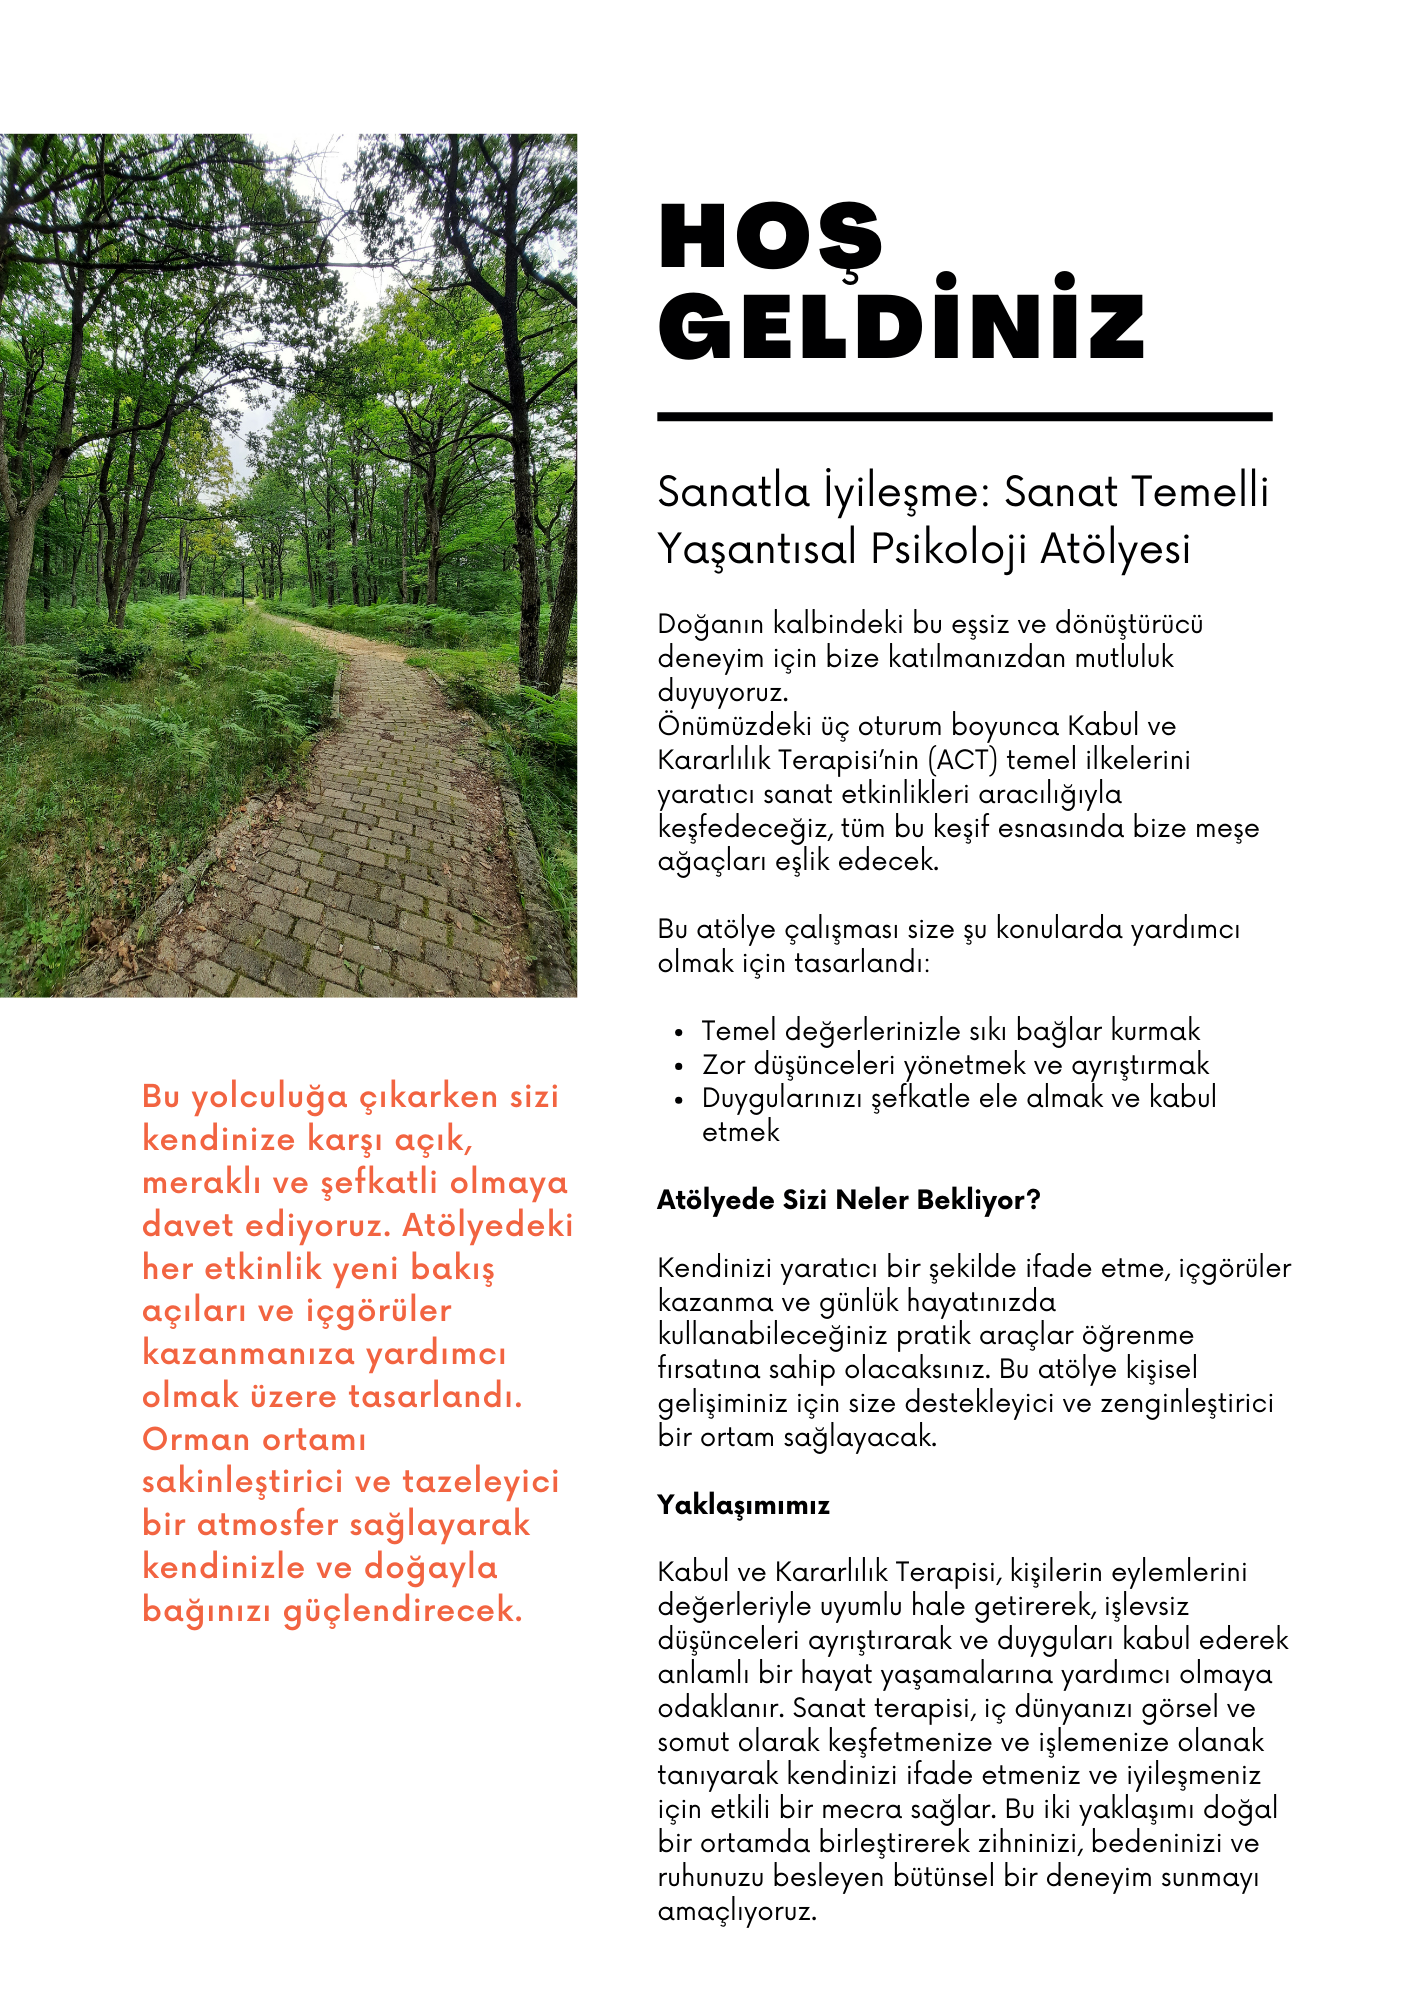 HOŞ
GELDİNİZ
Sanatla İyileşme: Sanat Temelli
Yaşantısal Psikoloji Atölyesi
Doğanın kalbindeki bu eşsiz ve dönüştürücü
deneyim için bize katılmanızdan mutluluk
duyuyoruz.
Önümüzdeki üç oturum boyunca Kabul ve
Kararlılık Terapisi’nin (ACT) temel ilkelerini
yaratıcı sanat etkinlikleri aracılığıyla
keşfedeceğiz, tüm bu keşif esnasında bize meşe
ağaçları eşlik edecek.
Bu atölye çalışması size şu konularda yardımcı
olmak için tasarlandı:
• Temel değerlerinizle sıkı bağlar kurmak
• Zor düşünceleri yönetmek ve ayrıştırmak
• Duygularınızı şefkatle ele almak ve kabul
etmek
Atölyede Sizi Neler Bekliyor?
Kendinizi yaratıcı bir şekilde ifade etme, içgörüler
kazanma ve günlük hayatınızda
kullanabileceğiniz pratik araçlar öğrenme
fırsatına sahip olacaksınız. Bu atölye kişisel
gelişiminiz için size destekleyici ve zenginleştirici
bir ortam sağlayacak.
Yaklaşımımız
Kabul ve Kararlılık Terapisi, kişilerin eylemlerini
değerleriyle uyumlu hale getirerek, işlevsiz
düşünceleri ayrıştırarak ve duyguları kabul ederek
anlamlı bir hayat yaşamalarına yardımcı olmaya
odaklanır. Sanat terapisi, iç dünyanızı görsel ve
somut olarak keşfetmenize ve işlemenize olanak
tanıyarak kendinizi ifade etmeniz ve iyileşmeniz
için etkili bir mecra sağlar. Bu iki yaklaşımı doğal
bir ortamda birleştirerek zihninizi, bedeninizi ve
ruhunuzu besleyen bütünsel bir deneyim sunmayı
amaçlıyoruz.
Bu yolculuğa çıkarken sizi
kendinize karşı açık,
meraklı ve şefkatli olmaya
davet ediyoruz. Atölyedeki
her etkinlik yeni bakış
açıları ve içgörüler
kazanmanıza yardımcı
olmak üzere tasarlandı.
Orman ortamı
sakinleştirici ve tazeleyici
bir atmosfer sağlayarak
kendinizle ve doğayla
bağınızı güçlendirecek.